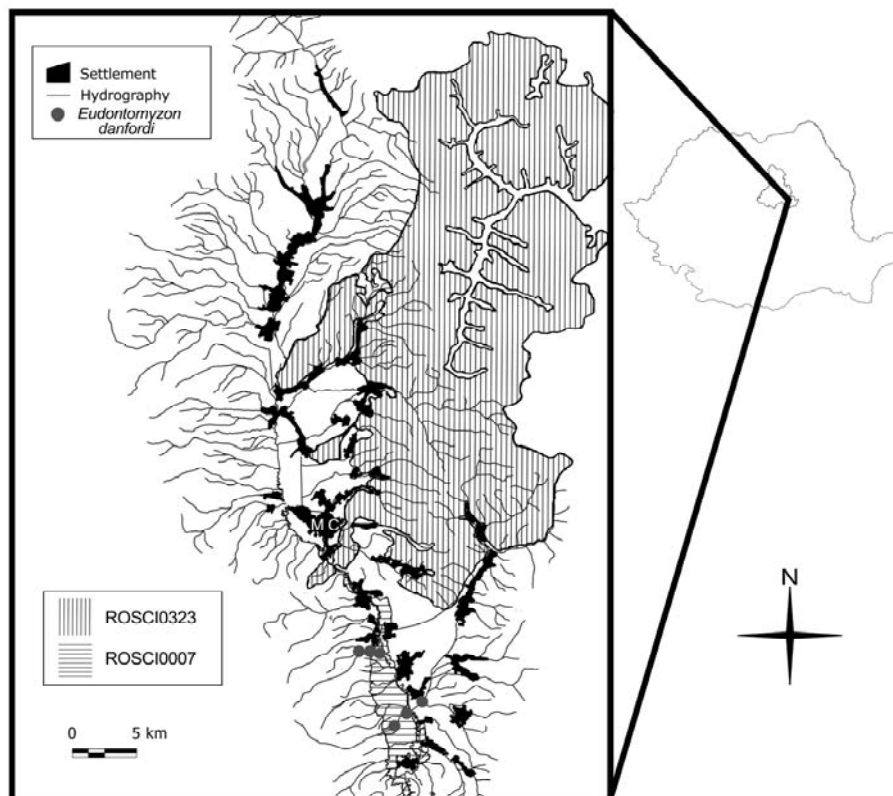 Settlement
Hydrography
Eudontomyzon
danfordi
N
M C
ROSCI0323
ROSCI0007
0 5 km